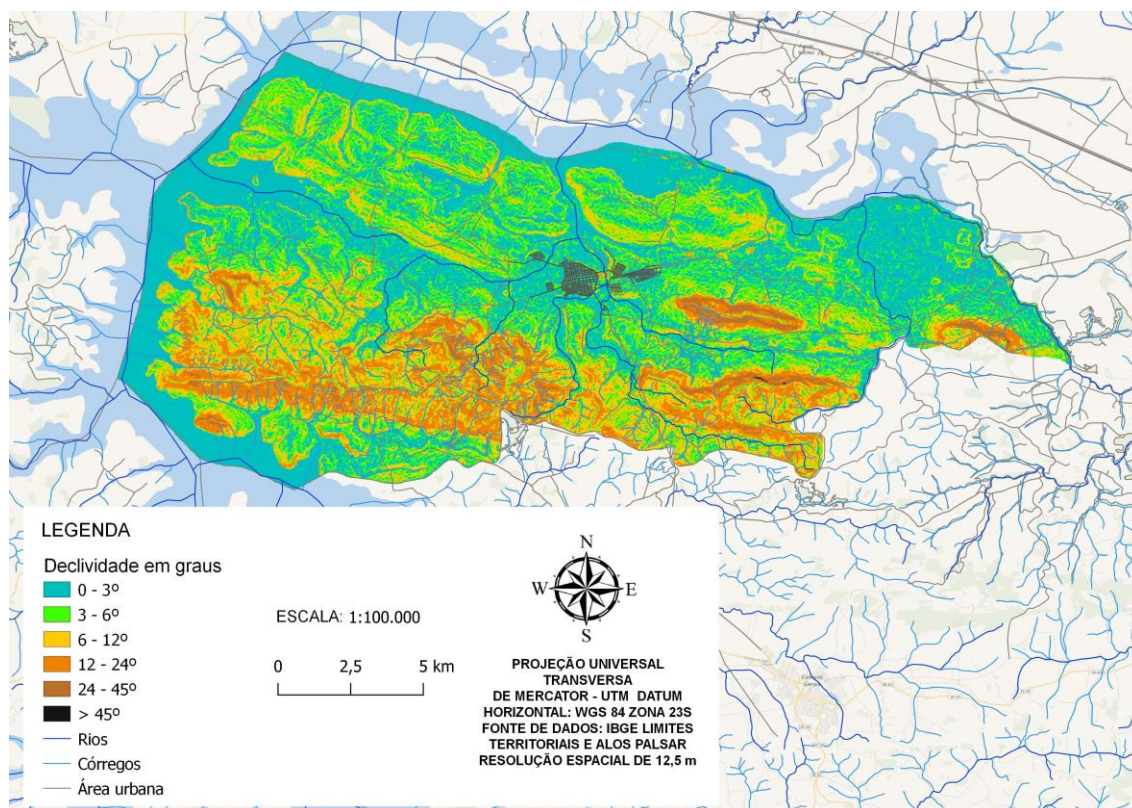 LEGENDA
Declividade em graus
0 - 3º
3 - 6º
6 - 12º
12 - 24º
24 - 45º
> 45º
Rios
Córregos
Área urbana
ESCALA: 1:100.000
0 2,5 5 km
N
W E
S
PROJEÇÃO UNIVERSAL
TRANSVERSA
DE MERCATOR - UTM DATUM
HORIZONTAL: WGS 84 ZONA 23S
FONTE DE DADOS: IBGE LIMITES
TERRITORIAIS E ALOS PALSAR
RESOLUÇÃO ESPACIAL DE 12,5 m
Campos
Gerais